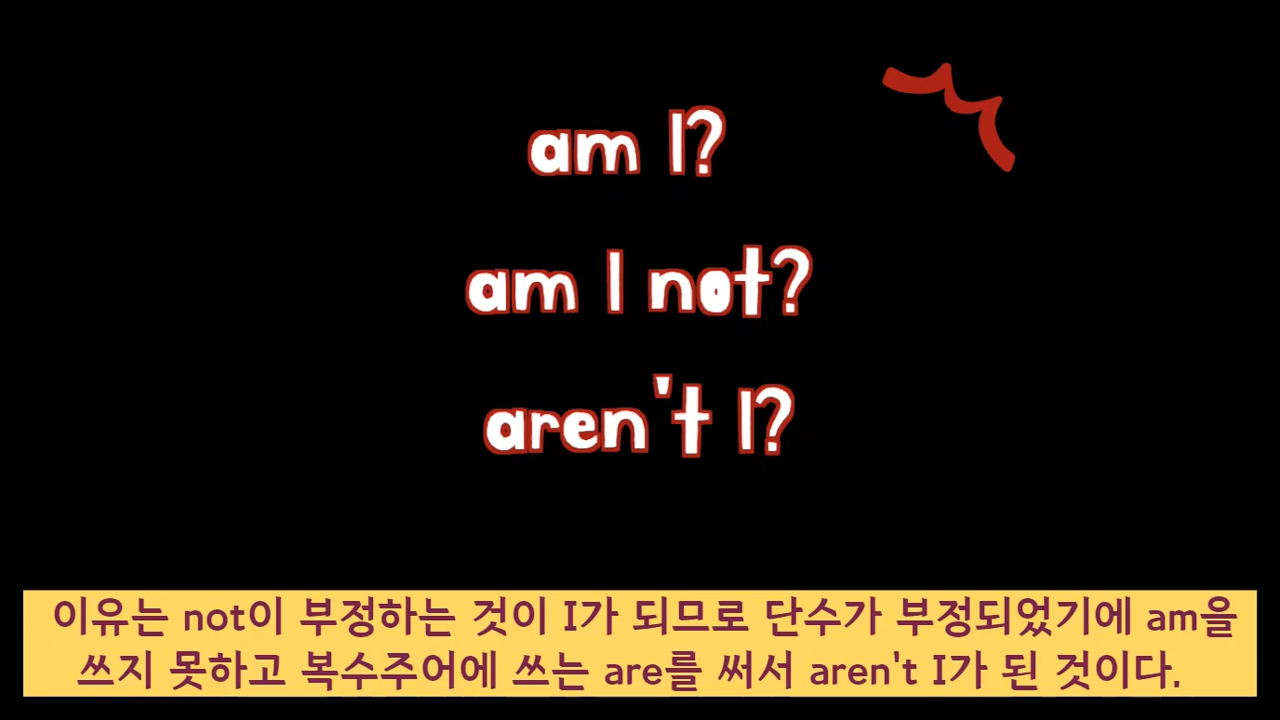 am I?
am I not?
aren't I?
이유는 not이 부정하는 것이 I가 되므로 단수가 부정되었기에 am을
쓰지 못하고 복수주어에 쓰는 are를 써서 aren't I가 된 것이다.